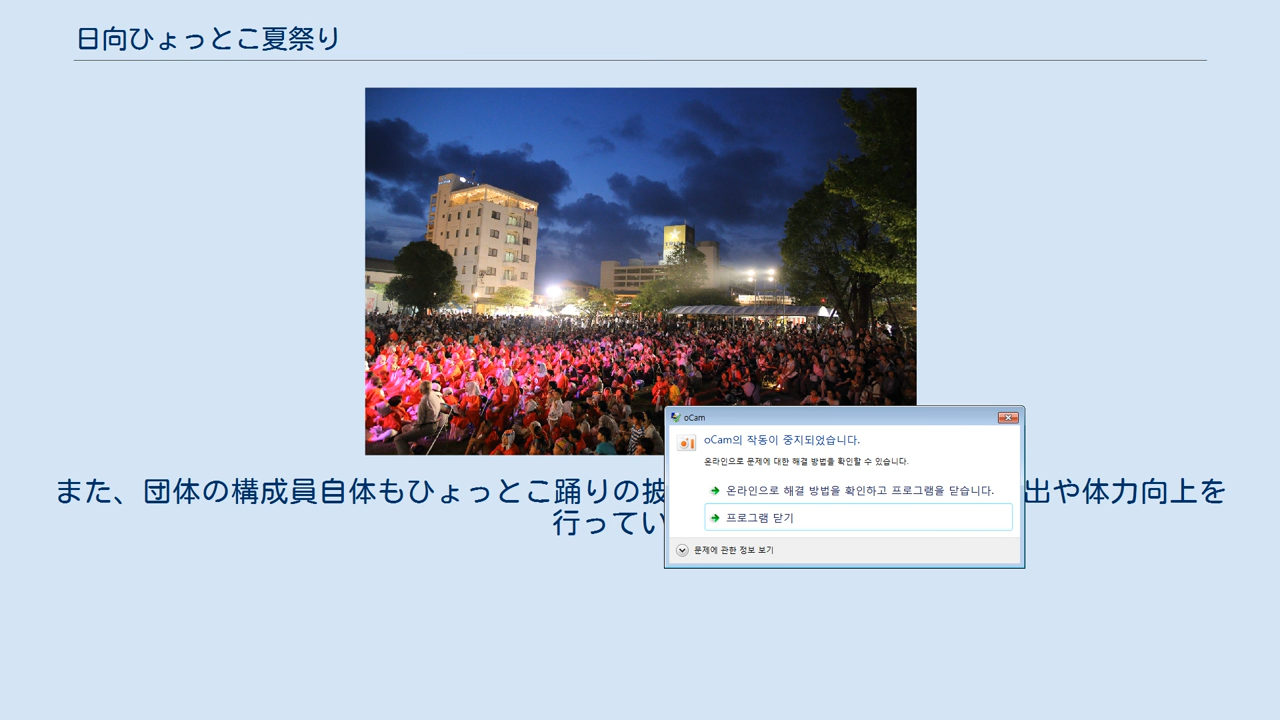 日向ひょっとこ夏祭り
また、団体の構成員自体もひょっとこ踊りの披
出や体力向上を
行ってい
oCam
oCam의 작동이 중지되었습니다.
온라인으로 문제에 대한 해결 방법을 확인할 수 있습니다.
온라인으로 해결 방법을 확인하고 프로그램을 닫습니다.
프로그램 닫기
문제에 관한 정보 보기